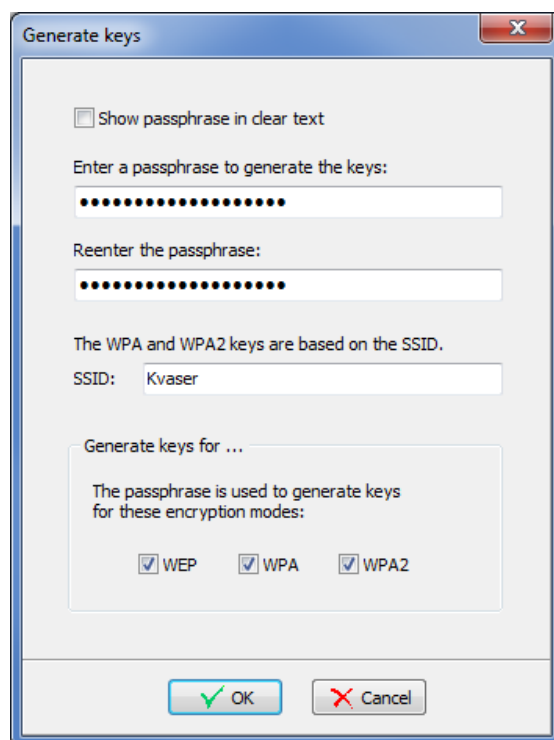 Generate keys
Show passphrase in clear text
Enter a passphrase to generate the keys:
•••••••••••••••••••
Reenter the passphrase:
•••••••••••••••••••
The WPA and WPA2 keys are based on the SSID.
SSID: Kvaser
Generate keys for ...
The passphrase is used to generate keys
for these encryption modes:
WEP WPA WPA2
OK Cancel